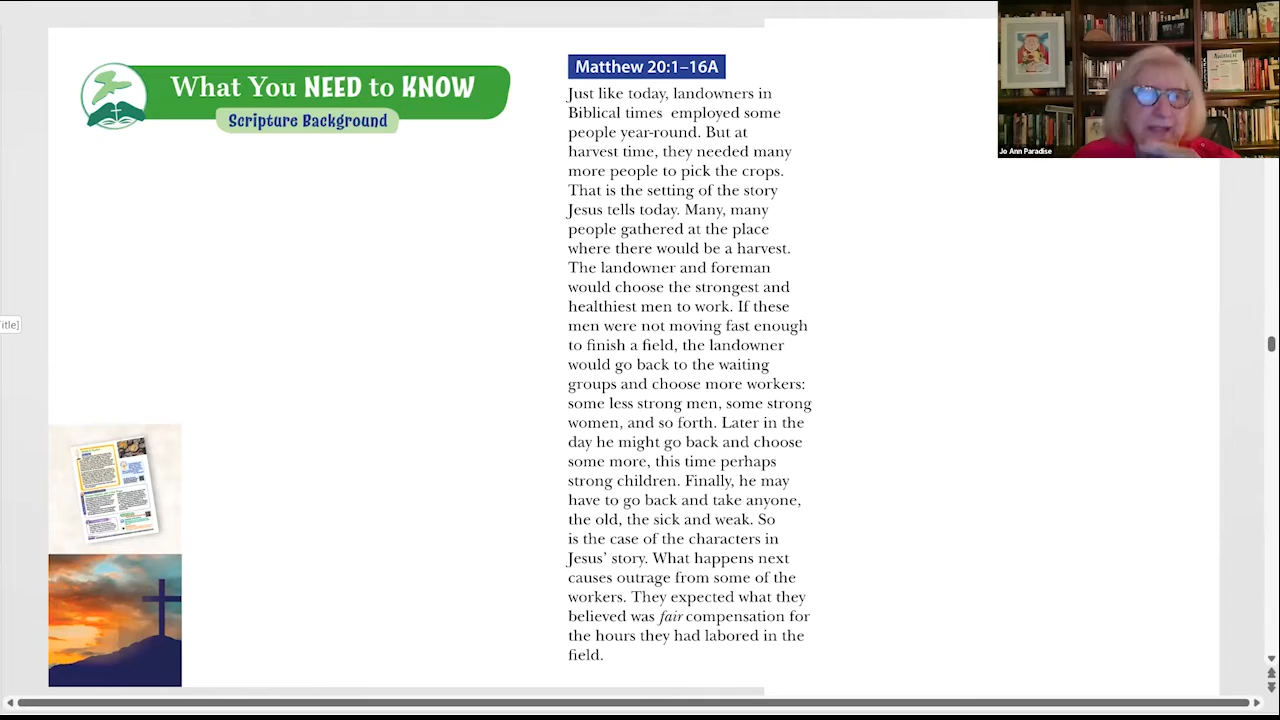 What You NEED to KNOW
Scripture Background
Matthew 20:1–16A
Just like today, landowners in
Biblical times employed some
people year-round. But at
harvest time, they needed many
more people to pick the crops.
That is the setting of the story
Jesus tells today. Many, many
people gathered at the place
where there would be a harvest.
The landowner and foreman
would choose the strongest and
healthiest men to work. If these
men were not moving fast enough
to finish a field, the landowner
would go back to the waiting
groups and choose more workers:
some less strong men, some strong
women, and so forth. Later in the
day he might go back and choose
some more, this time perhaps
strong children. Finally, he may
have to go back and take anyone,
the old, the sick and weak. So
is the case of the characters in
Jesus’ story. What happens next
causes outrage from some of the
workers. They expected what they
believed was fair compensation for
the hours they had labored in the
field.
Jo Ann Paradise
itle]